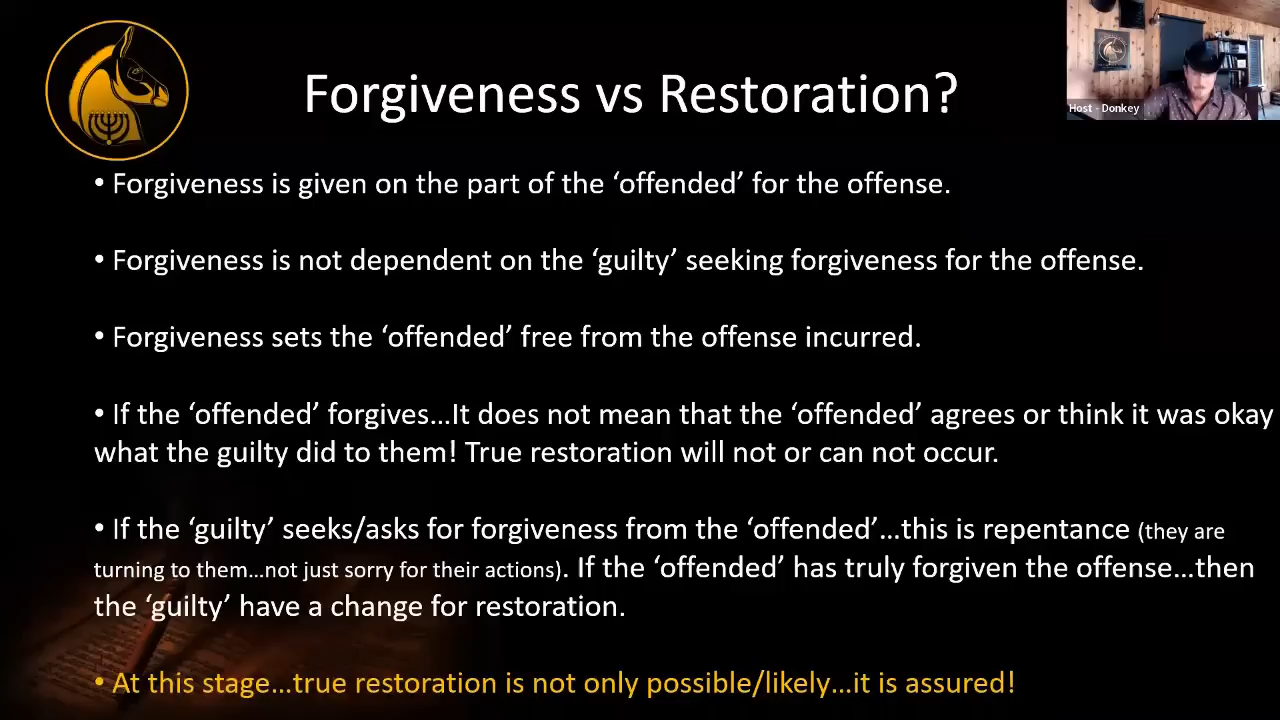 Forgiveness vs Restoration?
Host - Donkey
• Forgiveness is given on the part of the ‘offended’ for the offense.
• Forgiveness is not dependent on the ‘guilty’ seeking forgiveness for the offense.
• Forgiveness sets the ‘offended’ free from the offense incurred.
• If the ‘offended’ forgives...It does not mean that the ‘offended’ agrees or think it was okay
what the guilty did to them! True restoration will not or can not occur.
• If the ‘guilty’ seeks/asks for forgiveness from the ‘offended’...this is repentance (they are
turning to them...not just sorry for their actions). If the ‘offended’ has truly forgiven the offense...then
the ‘guilty’ have a change for restoration.
• At this stage...true restoration is not only possible/likely...it is assured!